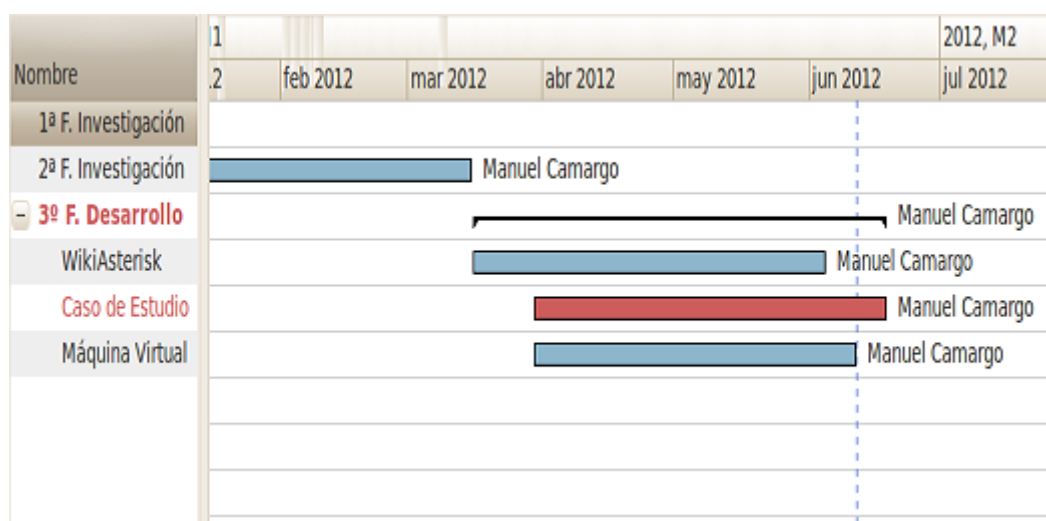 2012, M2
Nombre
feb 2012 mar 2012 abr 2012 may 2012 jun 2012 jul 2012
1ª F. Investigación
2ª F. Investigación Manuel Camargo
3º F. Desarrollo Manuel Camargo
WikiAsterisk Manuel Camargo
Caso de Estudio Manuel Camargo
Máquina Virtual Manuel Camargo